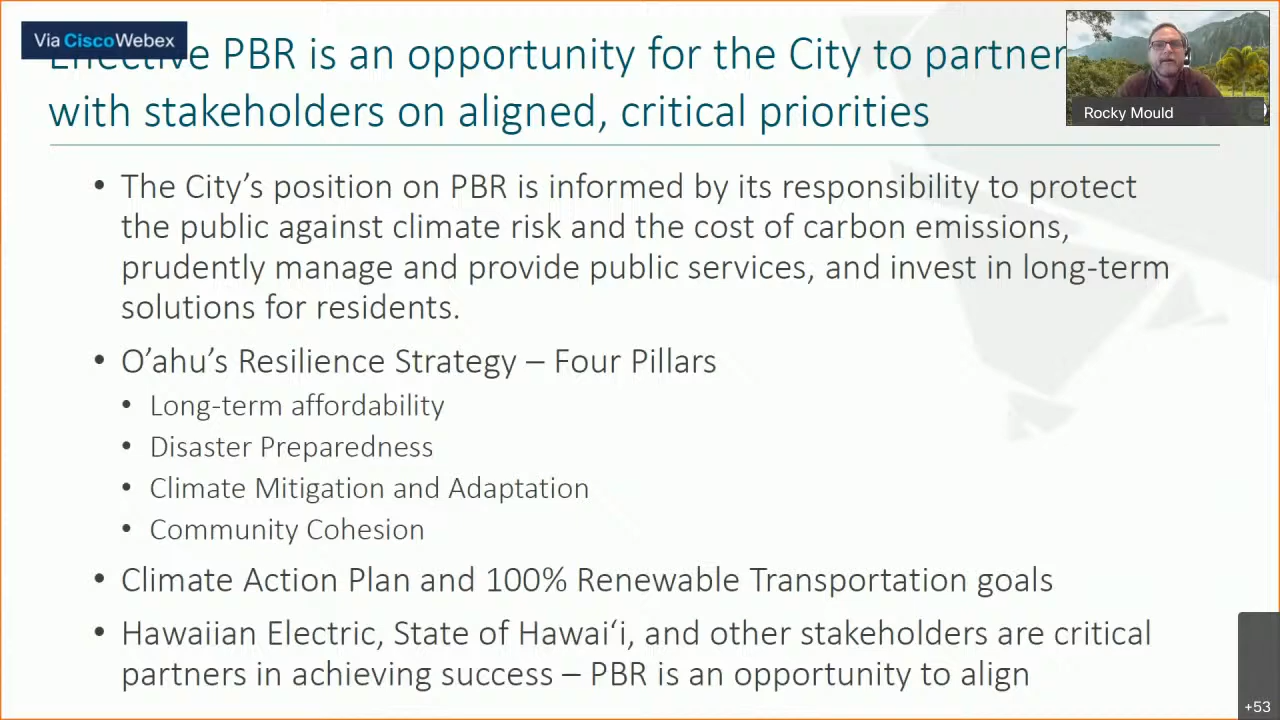 Via CiscoWebex
Effective PBR is an opportunity for the City to partner
with stakeholders on aligned, critical priorities
Rocky Mould
• The City’s position on PBR is informed by its responsibility to protect
the public against climate risk and the cost of carbon emissions,
prudently manage and provide public services, and invest in long-term
solutions for residents.
• O’ahu’s Resilience Strategy – Four Pillars
• Long-term affordability
• Disaster Preparedness
• Climate Mitigation and Adaptation
• Community Cohesion
• Climate Action Plan and 100% Renewable Transportation goals
• Hawaiian Electric, State of Hawai‘i, and other stakeholders are critical
partners in achieving success – PBR is an opportunity to align
+53